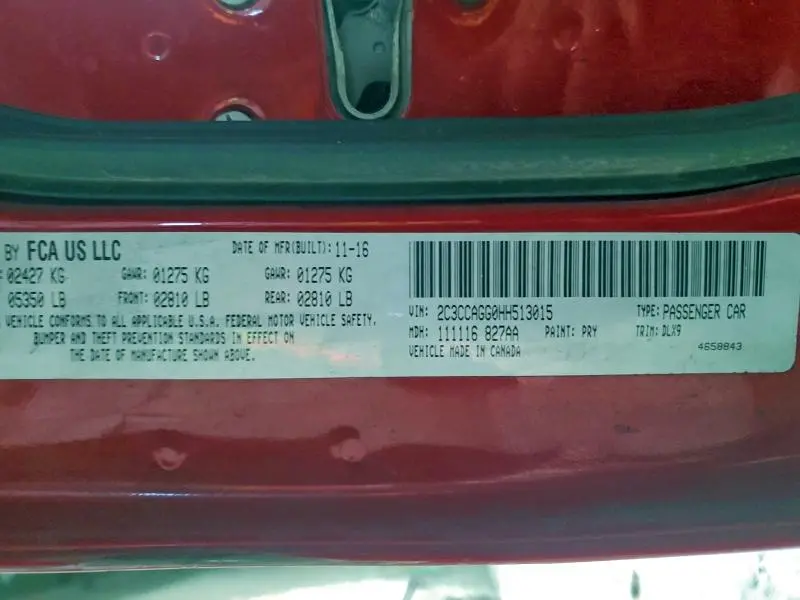 BY FCA US LLC DATE OF MFR(BUILT): 11-16
: 02427 KG GAWR: 01275 KG GAWR: 01275 KG
05350 LB FRONT: 02810 LB REAR: 02810 LB
VEHICLE CONFORMS TO ALL APPLICABLE U.S.A. FEDERAL MOTOR VEHICLE SAFETY,
BUMPER AND THEFT PREVENTION STANDARDS IN EFFECT ON
THE DATE OF MANUFACTURE SHOWN ABOVE.
VIN: 2C3CCAGG0HH513015 TYPE: PASSENGER CAR
MDH: 111116 827AA PAINT: PRY TRIM: DLX9
VEHICLE MADE IN CANADA 4658843